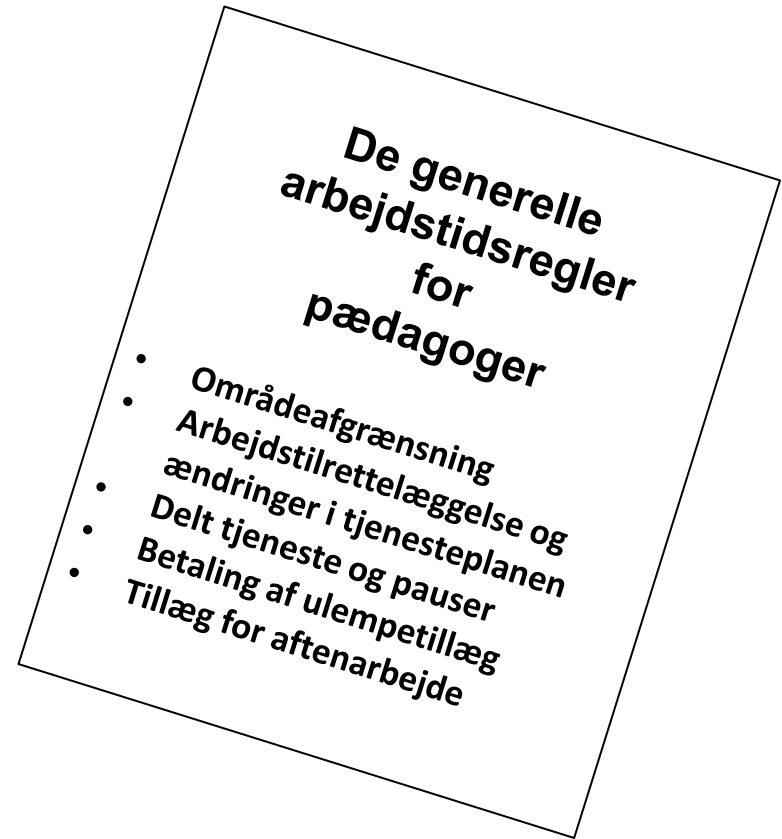 De generelle
arbejdstidsregler
for
pædagoger
• Områdeafgrænsning
• Arbejdstilrettelæggelse og
ændringer i tjenesteplanen
• Delt tjeneste og pauser
• Betaling af ulempetillæg
• Tillæg for aftenarbejde